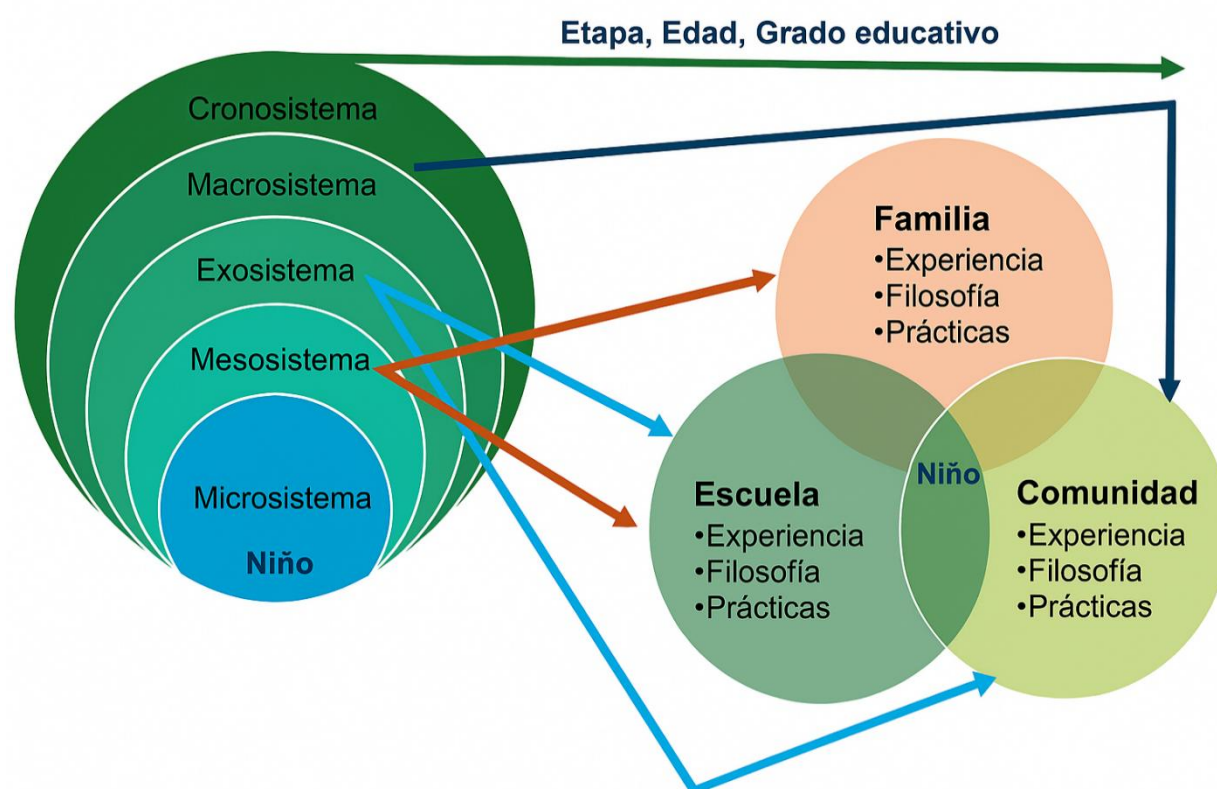 Etapa, Edad, Grado educativo
Cronosistema
Macrosistema
Exosistema
Mesosistema
Microsistema
Niño
Familia
•Experiencia
•Filosofía
•Prácticas
Escuela
•Experiencia
•Filosofía
•Prácticas
Niño
Comunidad
•Experiencia
•Filosofía
•Prácticas